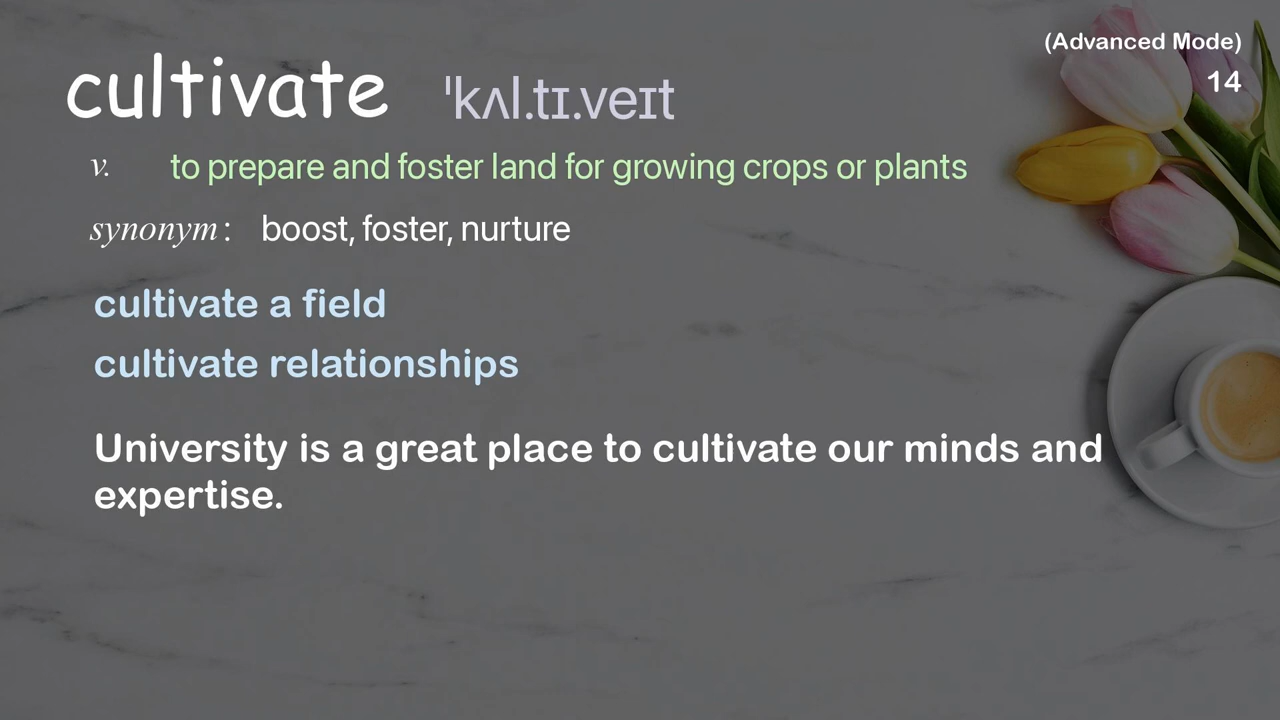 (Advanced Mode)
14
cultivate ˈkʌl.tɪ.veɪt
v. to prepare and foster land for growing crops or plants
synonym: boost, foster, nurture
cultivate a field
cultivate relationships
University is a great place to cultivate our minds and
expertise.